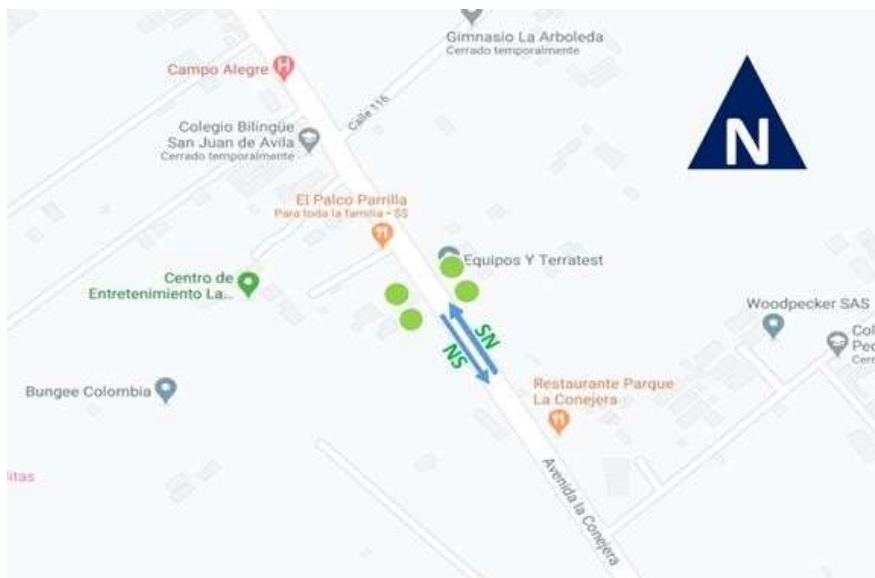 Gimnasio La Arboleda
Cerrado temporalmente
Campo Alegre
H
N
Calle 116
Colegio Bilingüe
San Juan de Avila
Cerrado temporalmente
El Palco Parrilla
Para toda la familia • $$
Equipos Y Terratest
Centro de
Entretenimiento La...
Woodpecker SAS
SN
NS
Restaurante Parque
La Conejera
Bungee Colombia
Avenida la Conejera